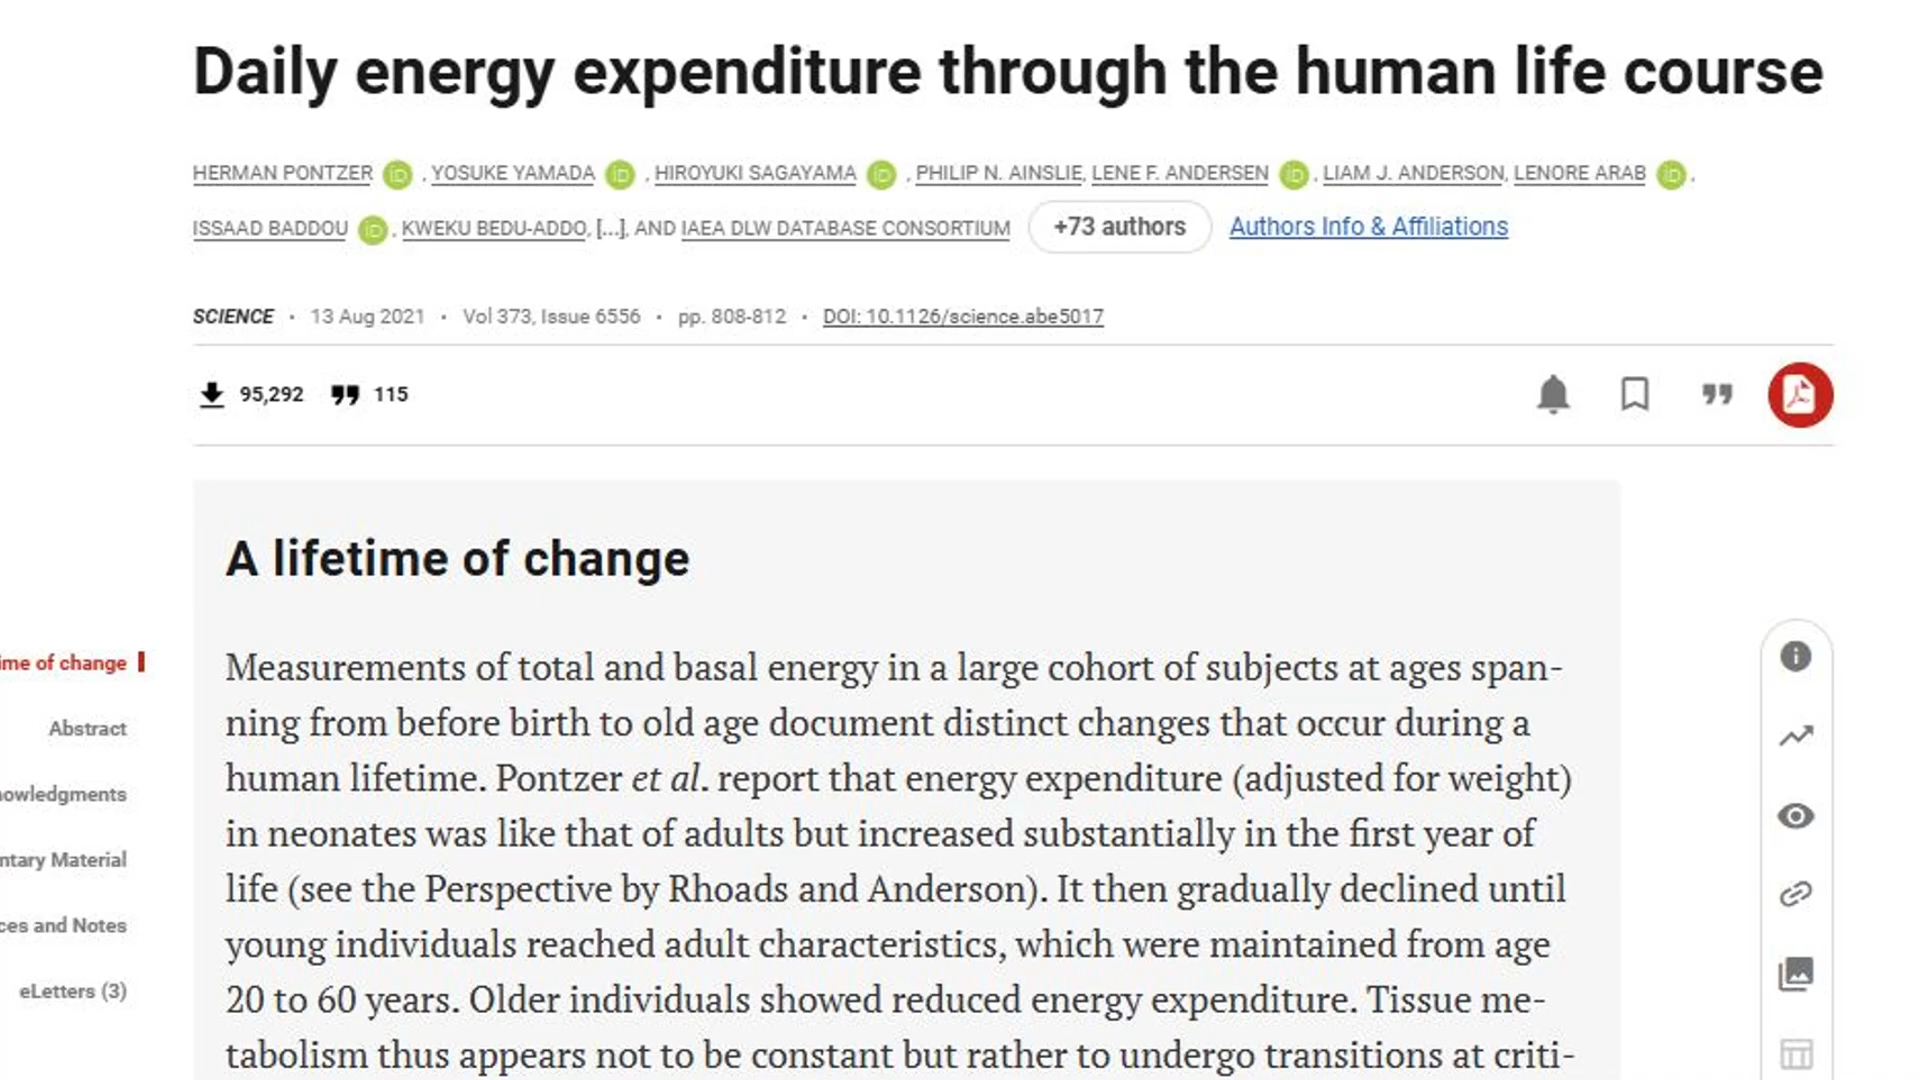 Daily energy expenditure through the human life course
HERMAN PONTZER iD , YOSUKE YAMADA iD , HIROYUKI SAGAYAMA iD , PHILIP N. AINSLIE, LENE F. ANDERSEN iD , LIAM J. ANDERSON, LENORE ARAB iD ,
ISSAAD BADDOU iD , KWEKU BEDU-ADDO, [...], AND IAEA DLW DATABASE CONSORTIUM +73 authors Authors Info & Affiliations
SCIENCE · 13 Aug 2021 · Vol 373, Issue 6556 · pp. 808-812 · DOI: 10.1126/science.abe5017
95,292 115
A lifetime of change
Measurements of total and basal energy in a large cohort of subjects at ages span-
ning from before birth to old age document distinct changes that occur during a
human lifetime. Pontzer et al. report that energy expenditure (adjusted for weight)
in neonates was like that of adults but increased substantially in the first year of
life (see the Perspective by Rhoads and Anderson). It then gradually declined until
young individuals reached adult characteristics, which were maintained from age
20 to 60 years. Older individuals showed reduced energy expenditure. Tissue me-
tabolism thus appears not to be constant but rather to undergo transitions at criti-
ime of change
Abstract
nowledgments
ntary Material
ces and Notes
eLetters (3)